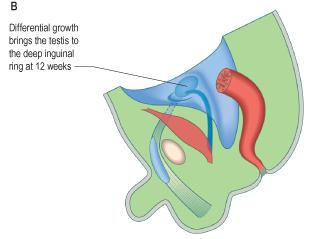 B
Differential growth
brings the testis to
the deep inguinal
ring at 12 weeks